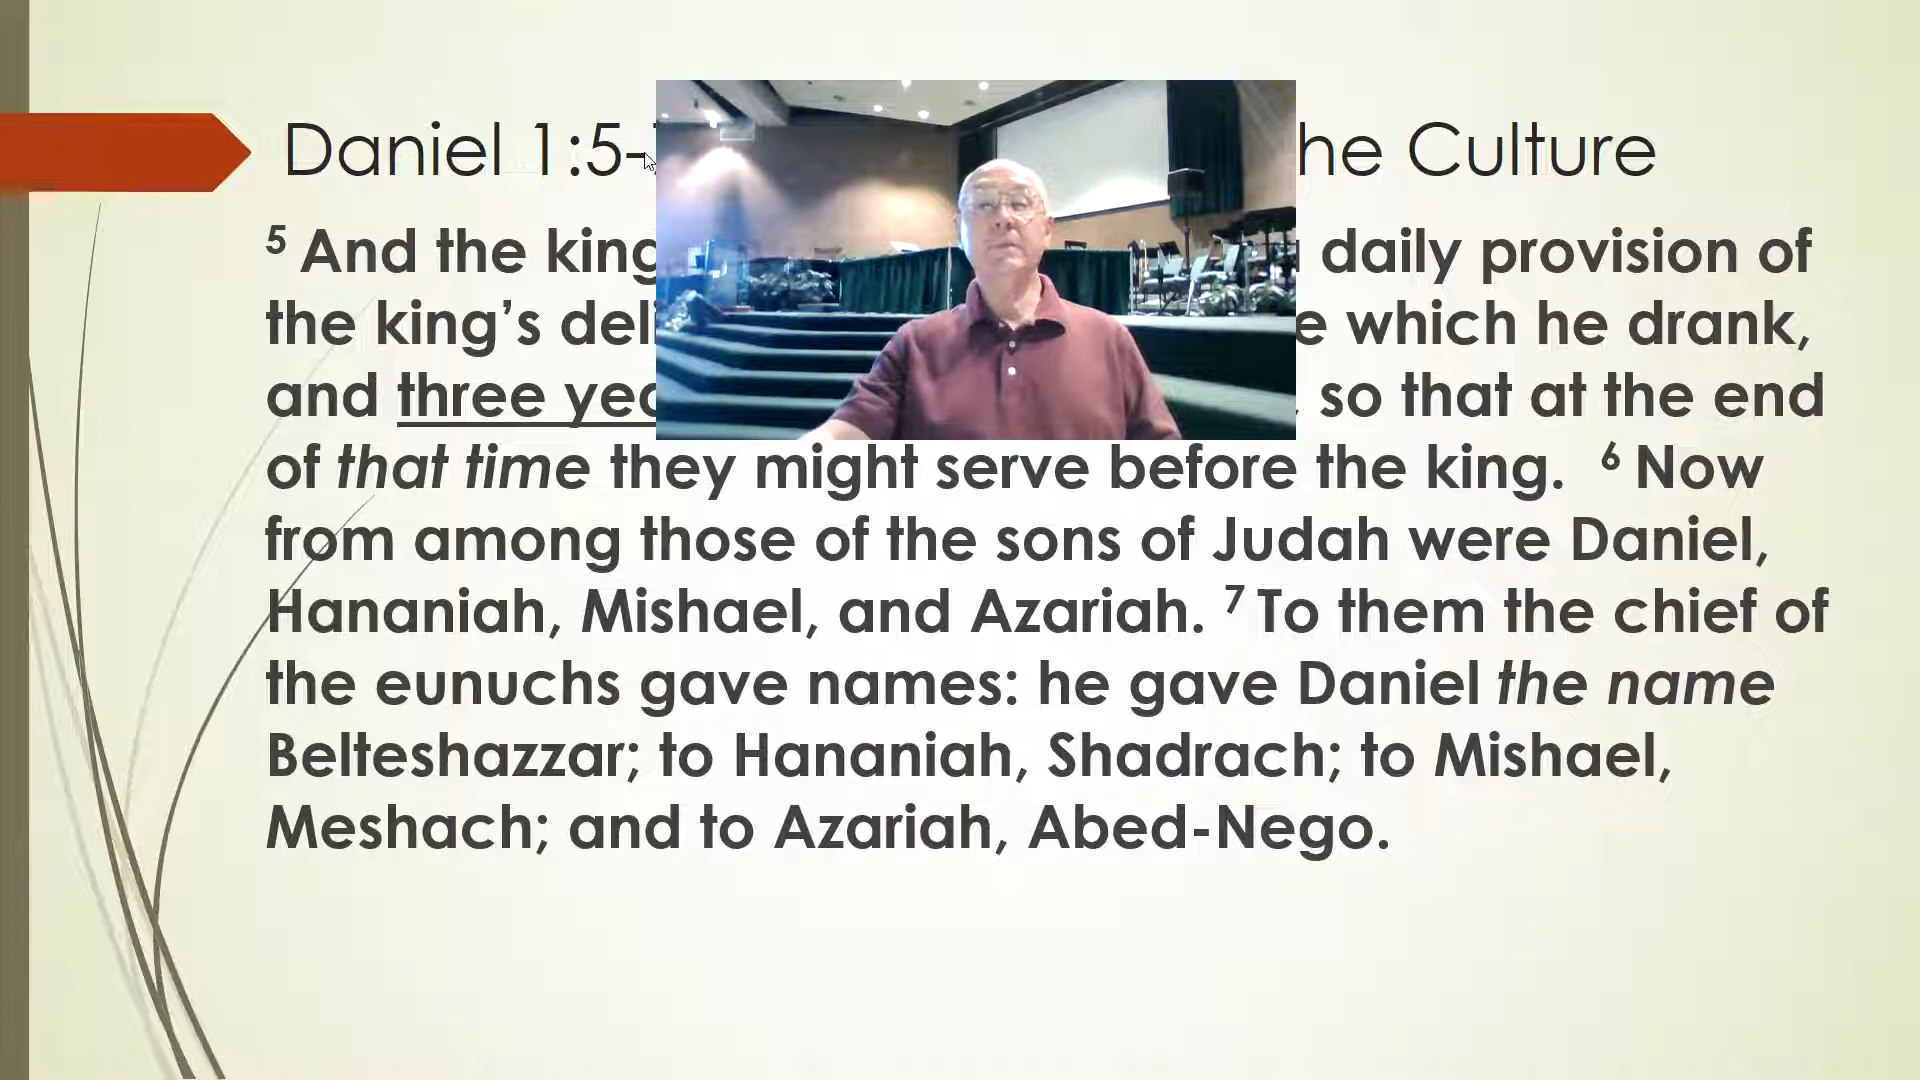 Daniel 1:5- he Culture
5 And the king daily provision of
the king’s deli which he drank,
and three yea so that at the end
of that time they might serve before the king. 6 Now
from among those of the sons of Judah were Daniel,
Hananiah, Mishael, and Azariah. 7 To them the chief of
the eunuchs gave names: he gave Daniel the name
Belteshazzar; to Hananiah, Shadrach; to Mishael,
Meshach; and to Azariah, Abed-Nego.